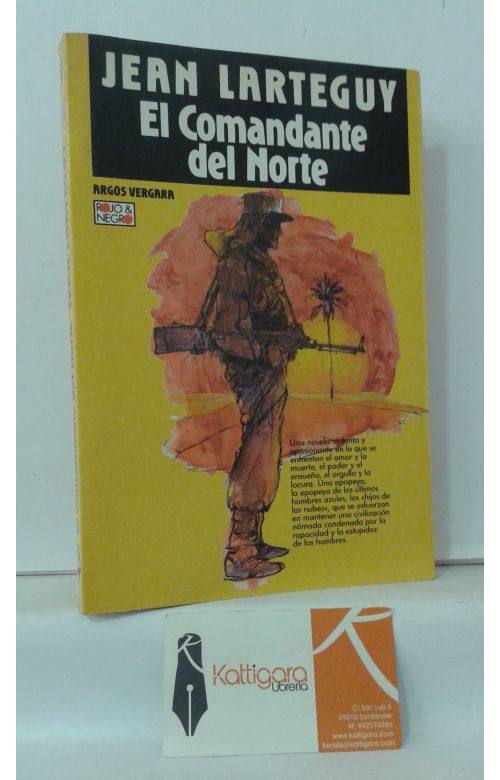 JEAN LARTEGUY
El Comandante
del Norte
ARGOS VERGARA
ROJO &
NEGRO
Una novela violenta y
apasionante en la que se
enfrentan el amor y la
muerte, el poder y el
ensueño, el orgullo y la
locura. Una epopeya,
la epopeya de los últimos
hombres azules, los «hijos de
las nubes», que se esfuerzan
en mantener una civilización
nómada condenada por la
rapacidad y la estupidez
de los hombres.
Kattigara
Librería
C/ San Luis 5
39010 Santander
tlf: 942074286
www.kattigara.com
tienda@kattigara.com